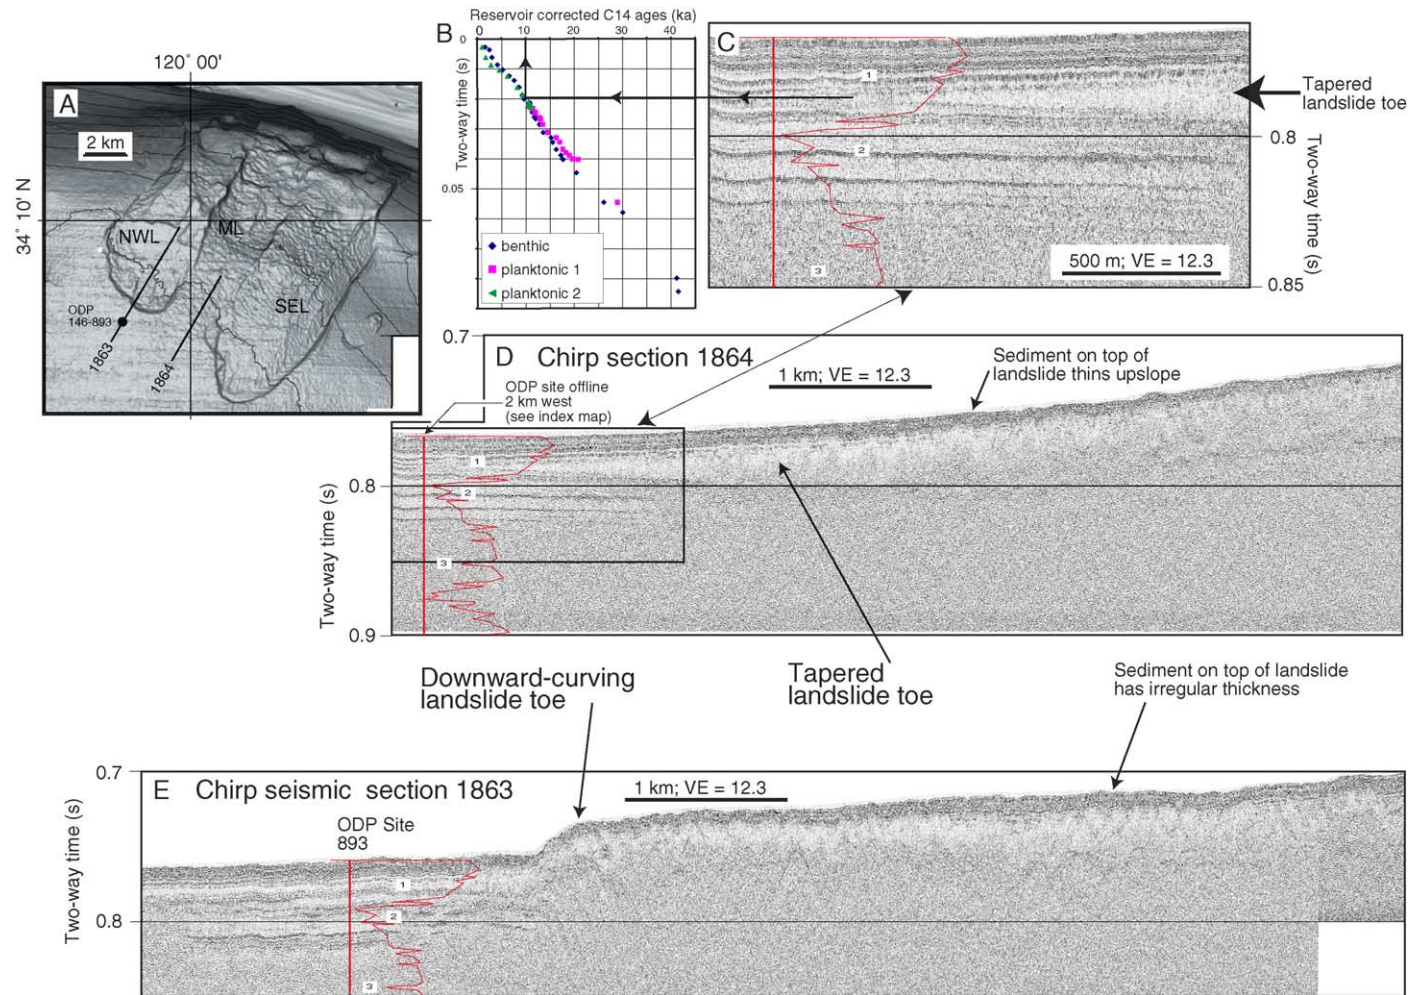 A
120° 00'
2 km
34° 10' N
NWL
ML
SEL
ODP
146-893
1863
1864
B
Reservoir corrected C14 ages (ka)
0 10 20 30 40
0
0.05
Two-way time (s)
benthic
planktonic 1
planktonic 2
C
1
2
3
Tapered
landslide toe
0.8
0.85
Two-way time (s)
500 m; VE = 12.3
0.7
D Chirp section 1864
1 km; VE = 12.3
ODP site offline
2 km west
(see index map)
Sediment on top of
landslide thins upslope
1
2
3
0.8
0.9
Two-way time (s)
Downward-curving
landslide toe
Tapered
landslide toe
Sediment on top of landslide
has irregular thickness
0.7
E Chirp seismic section 1863
1 km; VE = 12.3
ODP Site
893
1
2
3
0.8
Two-way time (s)